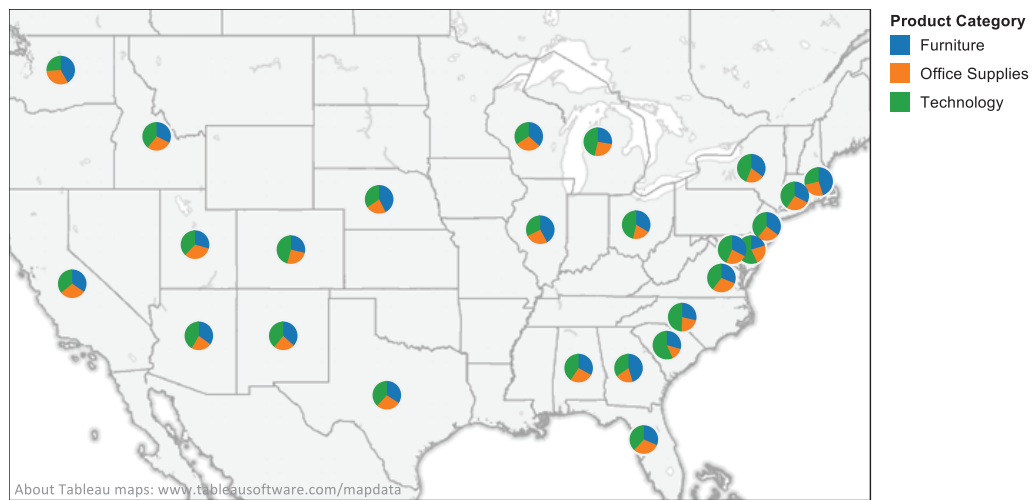 Product Category
Furniture
Office Supplies
Technology
About Tableau maps: www.tableausoftware.com/mapdata